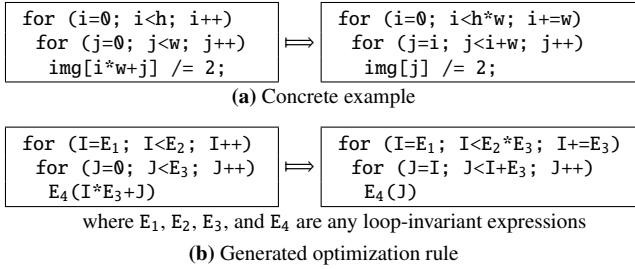 for (i=0; i<h; i++)
for (j=0; j<w; j++)
img[i*w+j] /= 2;
⟹
for (i=0; i<h*w; i+=w)
for (j=i; j<i+w; j++)
img[j] /= 2;
(a) Concrete example
for (I=E₁; I<E₂; I++)
for (J=0; J<E₃; J++)
E₄(I*E₃+J)
⟹
for (I=E₁; I<E₂*E₃; I+=E₃)
for (J=I; J<I+E₃; J++)
E₄(J)
where E₁, E₂, E₃, and E₄ are any loop-invariant expressions
(b) Generated optimization rule